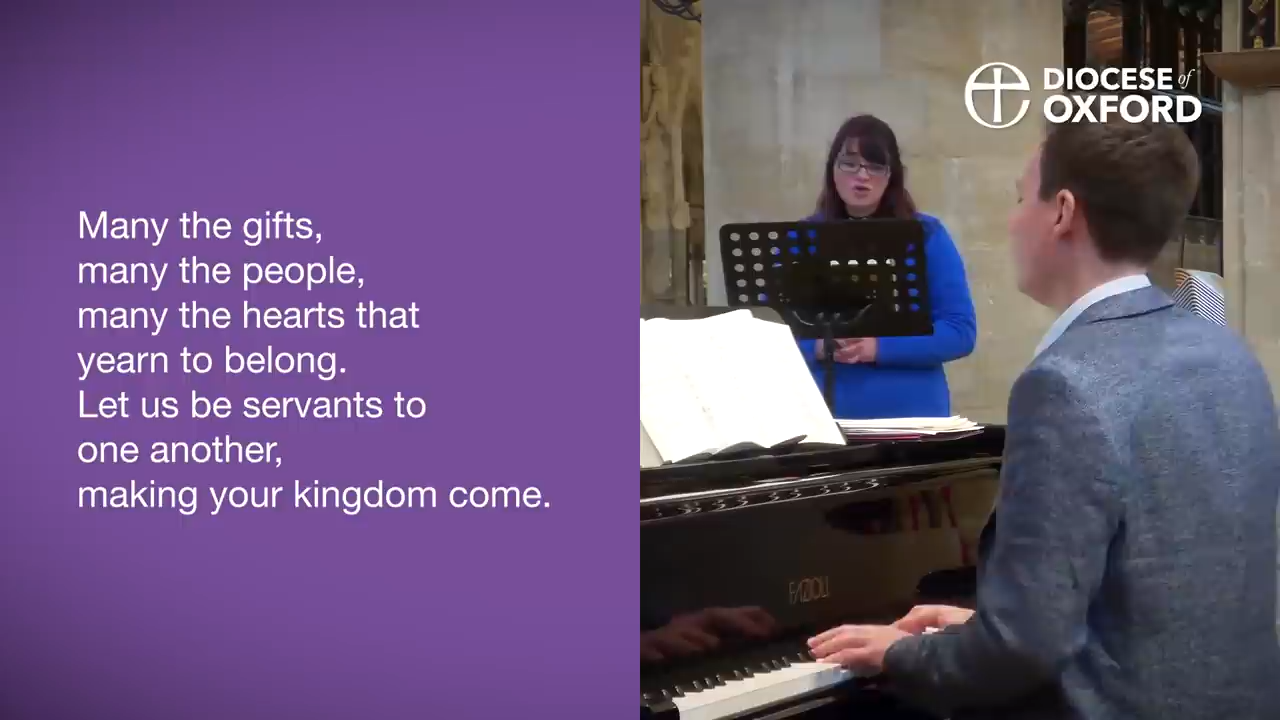 Many the gifts,
many the people,
many the hearts that
yearn to belong.
Let us be servants to
one another,
making your kingdom come.
DIOCESE of
OXFORD
FAZIOLI